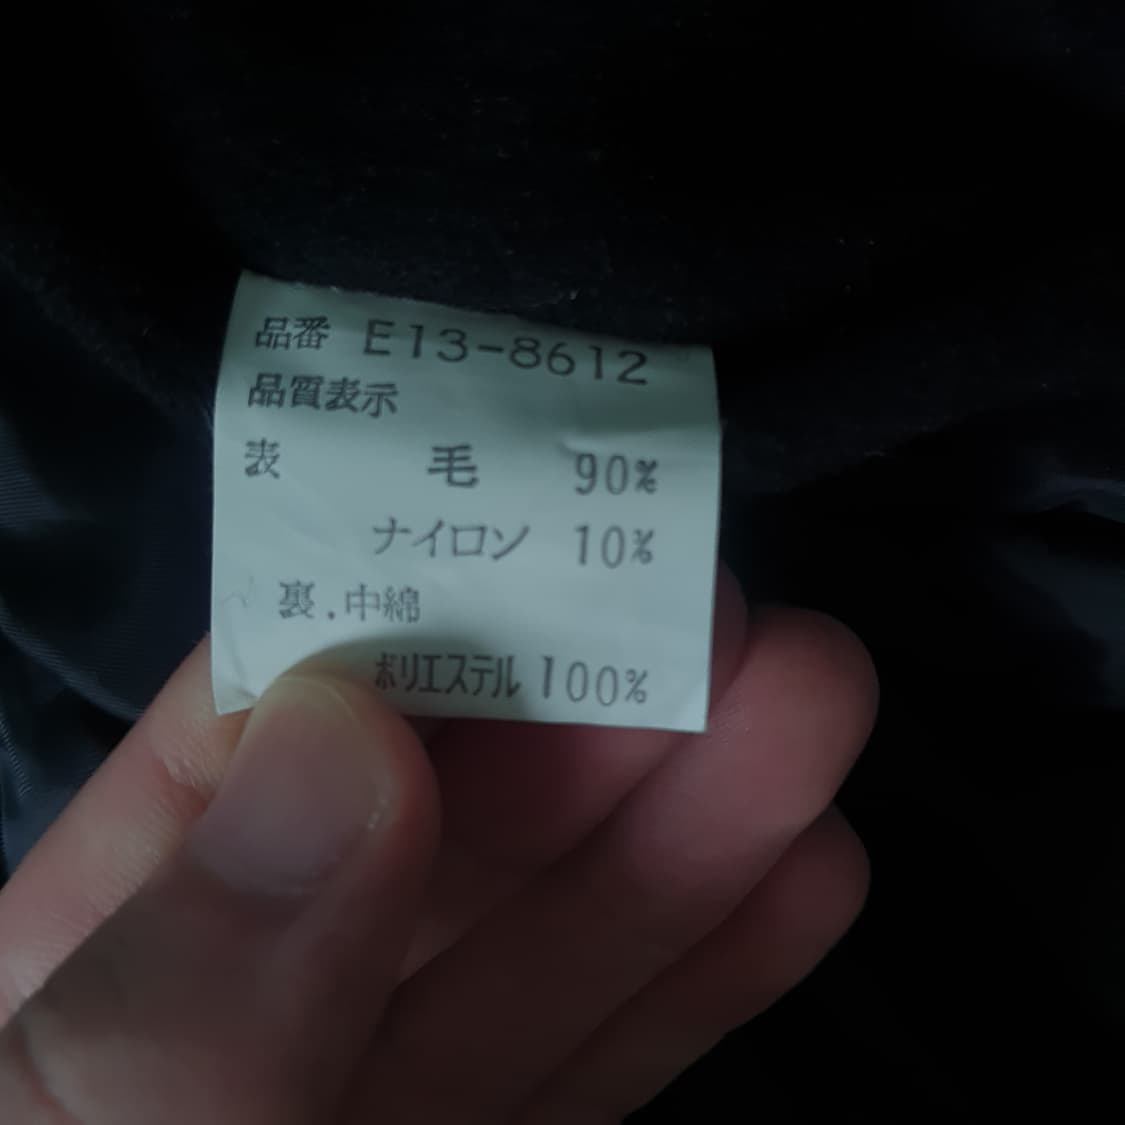 品番 E13-8612
品質表示
表 毛 90%
ナイロン 10%
裏.中綿
ポリエステル 100%